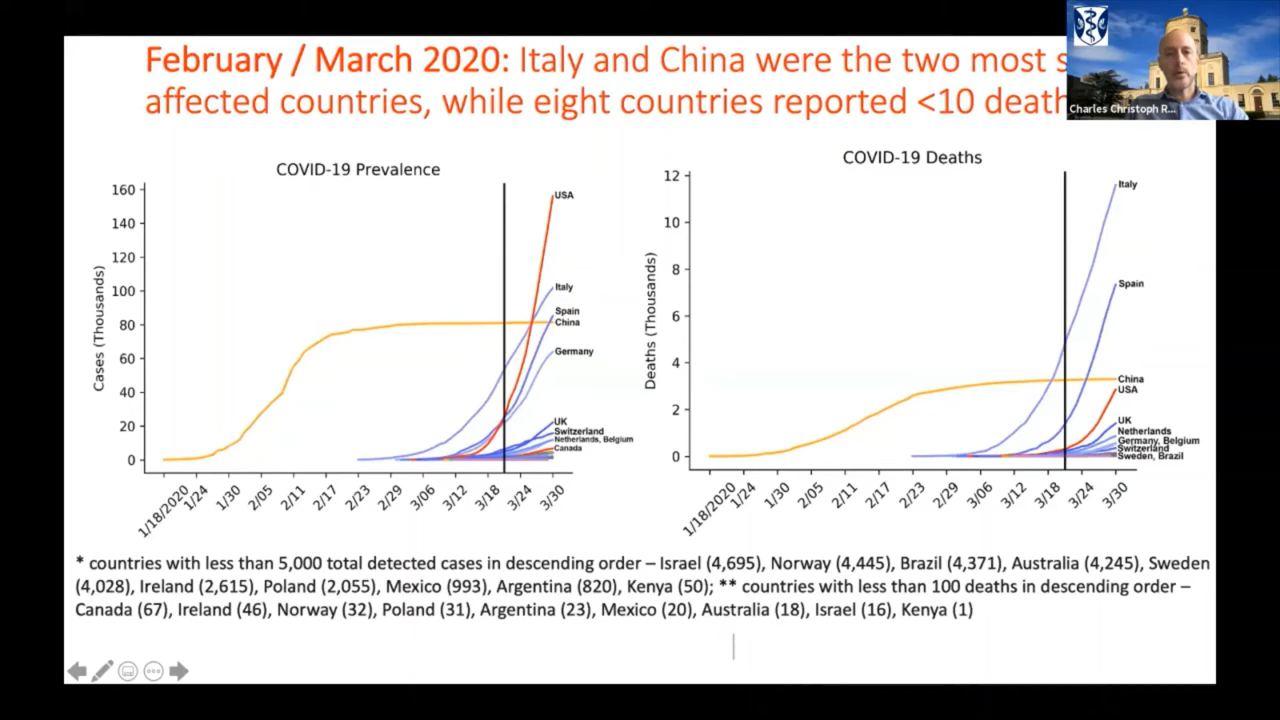 February / March 2020: Italy and China were the two most s
affected countries, while eight countries reported <10 death
Charles Christoph R...
COVID-19 Prevalence
Cases (Thousands)
160
140
120
100
80
60
40
20
0
USA
Italy
Spain
China
Germany
UK
Switzerland
Netherlands, Belgium
Canada
1/18/2020
1/24
1/30
2/05
2/11
2/17
2/23
2/29
3/06
3/12
3/18
3/24
3/30
COVID-19 Deaths
Deaths (Thousands)
12
10
8
6
4
2
0
Italy
Spain
China
USA
UK
Netherlands
Germany, Belgium
Switzerland
Sweden, Brazil
1/18/2020
1/24
1/30
2/05
2/11
2/17
2/23
2/29
3/06
3/12
3/18
3/24
3/30
* countries with less than 5,000 total detected cases in descending order – Israel (4,695), Norway (4,445), Brazil (4,371), Australia (4,245), Sweden
(4,028), Ireland (2,615), Poland (2,055), Mexico (993), Argentina (820), Kenya (50); ** countries with less than 100 deaths in descending order –
Canada (67), Ireland (46), Norway (32), Poland (31), Argentina (23), Mexico (20), Australia (18), Israel (16), Kenya (1)